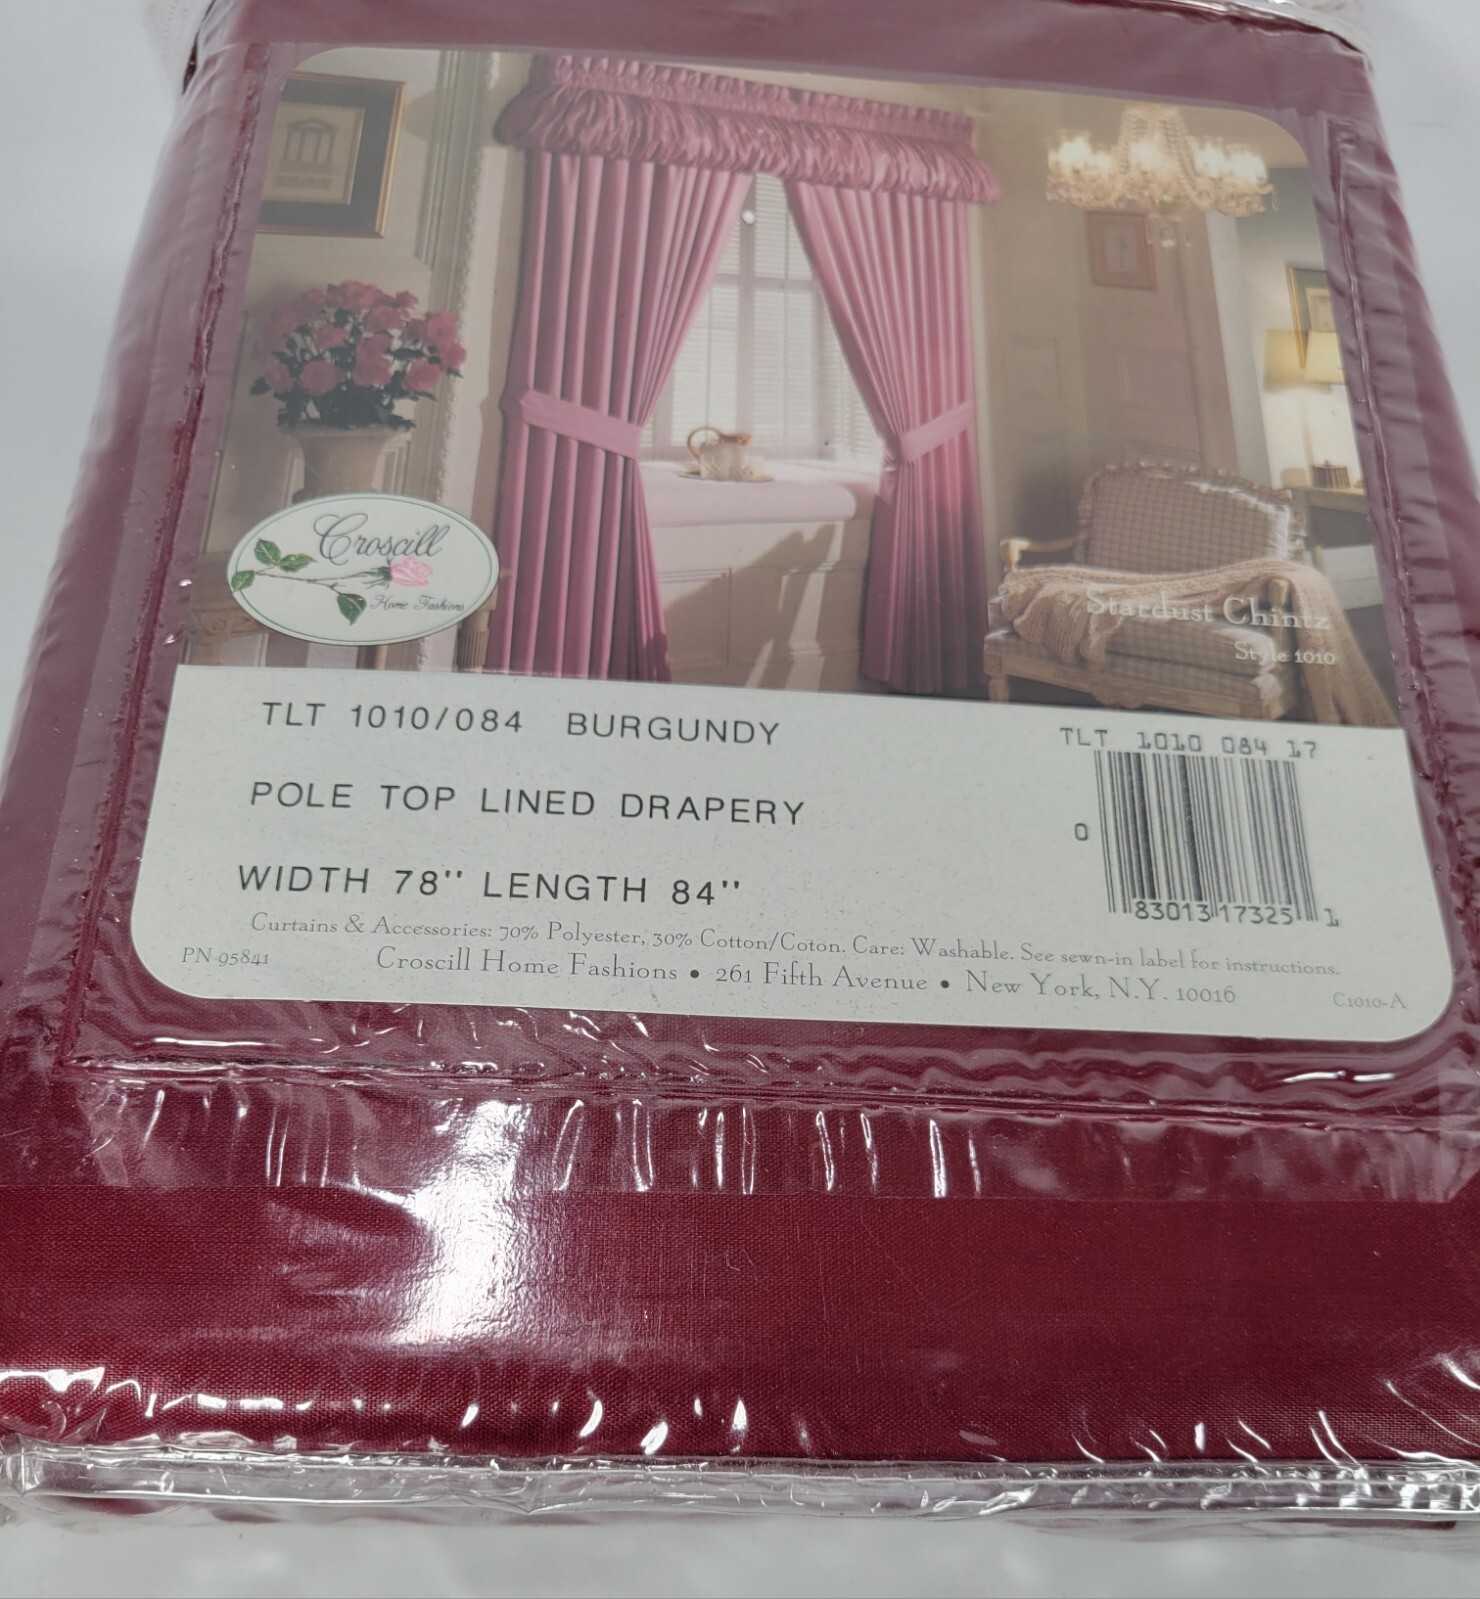 Croscill
Home Fashions
Stardust Chintz
Style 1010
TLT 1010/084 BURGUNDY
POLE TOP LINED DRAPERY
WIDTH 78'' LENGTH 84''
TLT 1010 084 17
0 83013 17325 1
Curtains & Accessories: 70% Polyester, 30% Cotton/Coton. Care: Washable. See sewn-in label for instructions.
PN-95841
Croscill Home Fashions • 261 Fifth Avenue • New York, N.Y. 10016
C1010-A